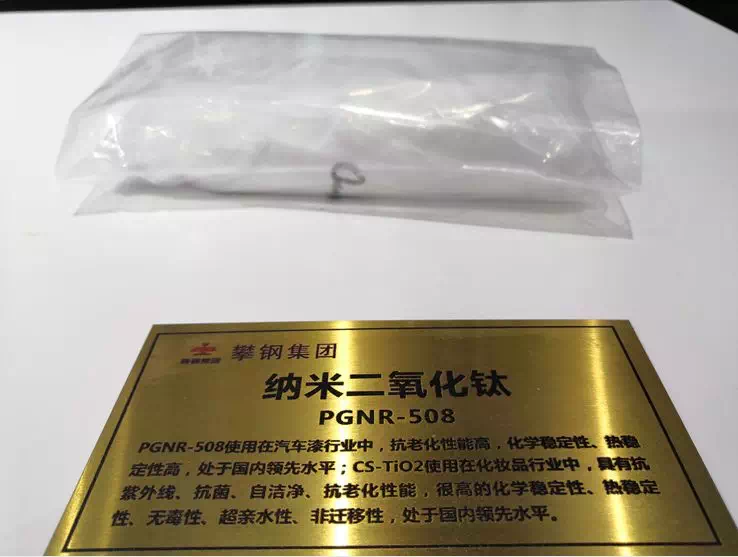 攀钢集团
纳米二氧化钛
PGNR-508
PGNR-508使用在汽车漆行业中，抗老化性能高，化学稳定性、热稳
定性高，处于国内领先水平；CS-TiO2使用在化妆品行业中，具有抗
紫外线、抗菌、自洁净、抗老化性能，很高的化学稳定性、热稳定
性、无毒性、超亲水性、非迁移性，处于国内领先水平。